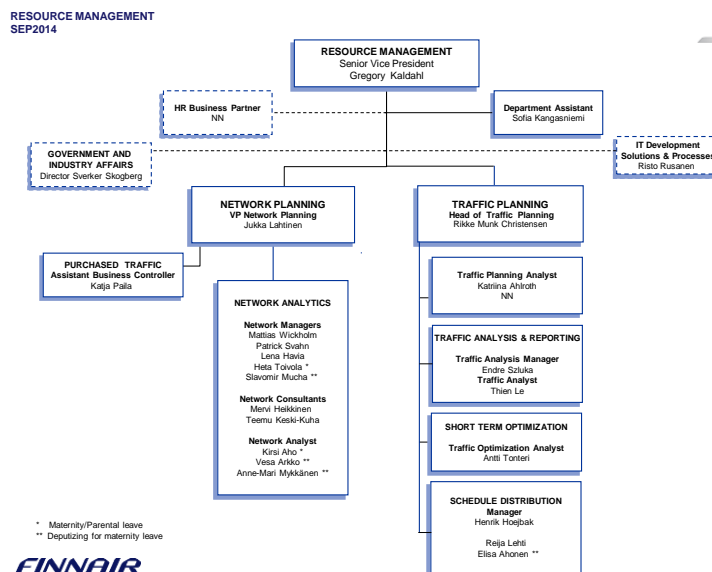 RESOURCE MANAGEMENT
SEP2014
RESOURCE MANAGEMENT
Senior Vice President
Gregory Kaldahl
HR Business Partner
NN
Department Assistant
Sofia Kangasniemi
GOVERNMENT AND
INDUSTRY AFFAIRS
Director Sverker Skogberg
IT Development
Solutions & Processes
Risto Rusanen
NETWORK PLANNING
VP Network Planning
Jukka Lahtinen
TRAFFIC PLANNING
Head of Traffic Planning
Rikke Munk Christensen
PURCHASED TRAFFIC
Assistant Business Controller
Katja Paila
NETWORK ANALYTICS
Network Managers
Mattias Wickholm
Patrick Svahn
Lena Havia
Heta Toivola *
Slavomir Mucha **
Network Consultants
Mervi Heikkinen
Teemu Keski-Kuha
Network Analyst
Kirsi Aho *
Vesa Arkko **
Anne-Mari Mykkänen **
Traffic Planning Analyst
Katriina Ahlroth
NN
TRAFFIC ANALYSIS & REPORTING
Traffic Analysis Manager
Endre Szluka
Traffic Analyst
Thien Le
SHORT TERM OPTIMIZATION
Traffic Optimization Analyst
Antti Tonteri
SCHEDULE DISTRIBUTION
Manager
Henrik Hoejbak
Reija Lehti
Elisa Ahonen **
* Maternity/Parental leave
** Deputizing for maternity leave
FINNAIR